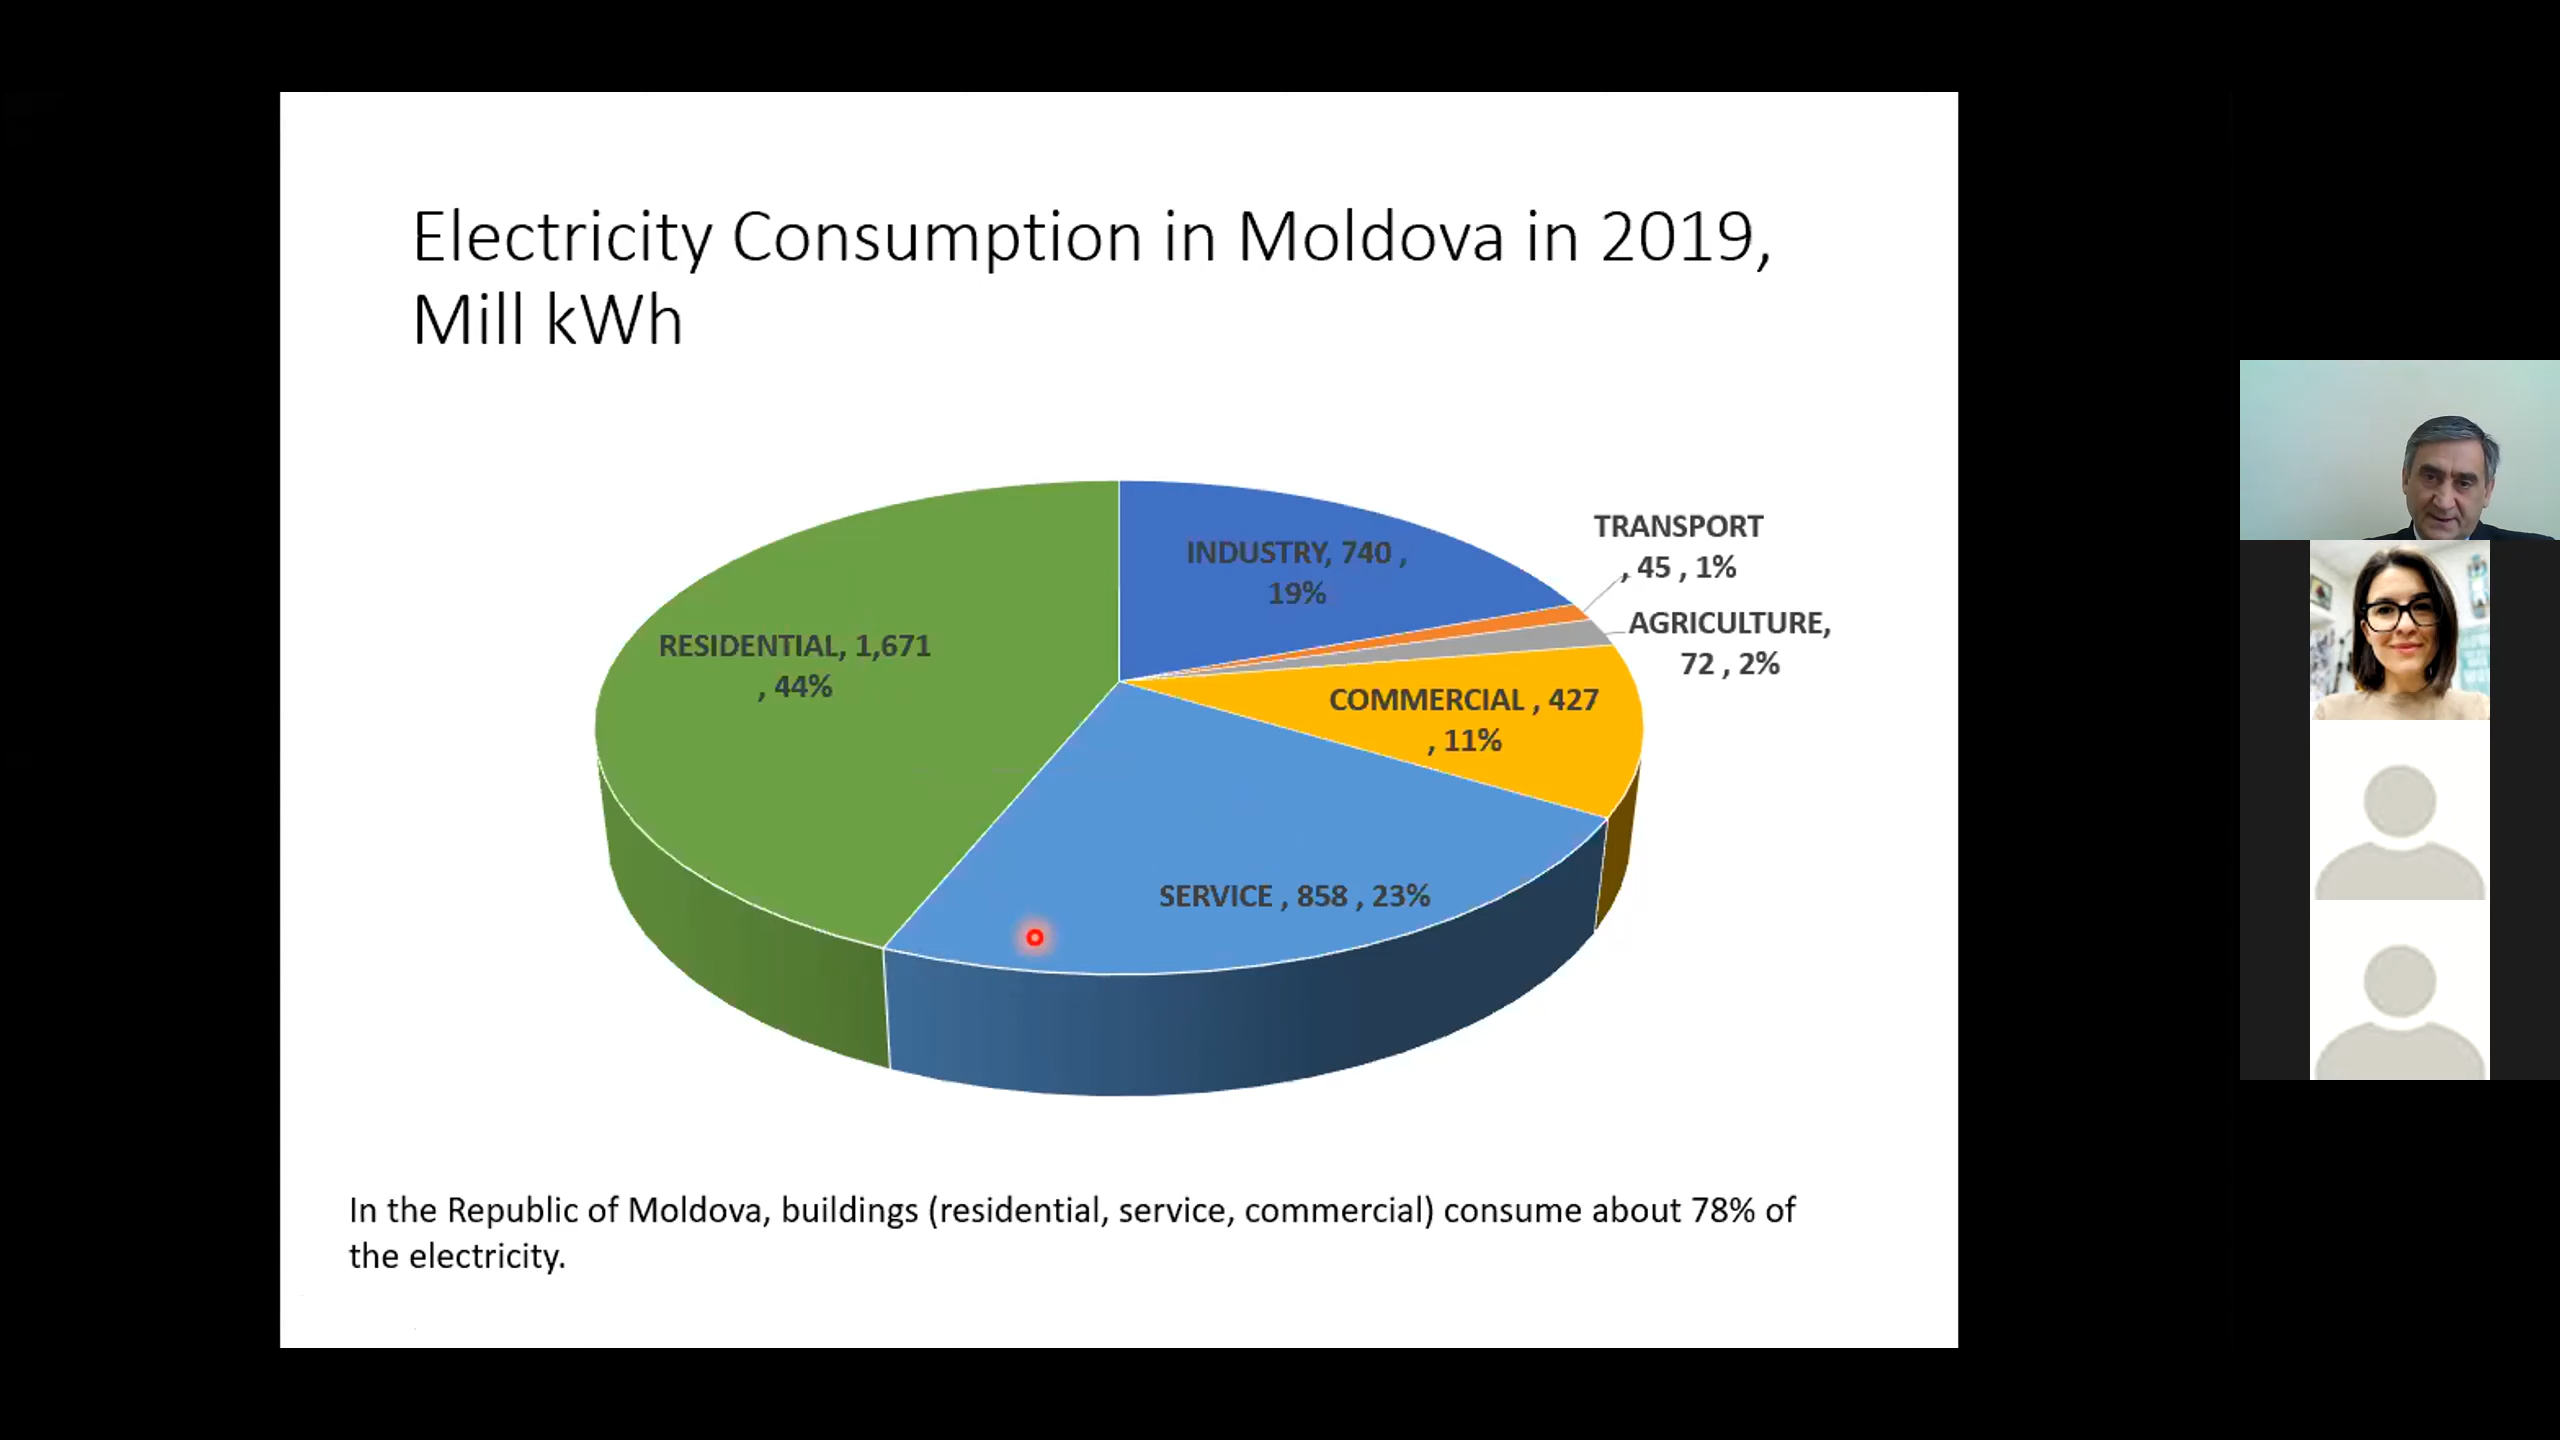 Electricity Consumption in Moldova in 2019,
Mill kWh
INDUSTRY, 740 ,
19%
TRANSPORT
, 45 , 1%
AGRICULTURE,
72 , 2%
RESIDENTIAL, 1,671
, 44%
COMMERCIAL , 427
, 11%
SERVICE , 858 , 23%
In the Republic of Moldova, buildings (residential, service, commercial) consume about 78% of
the electricity.